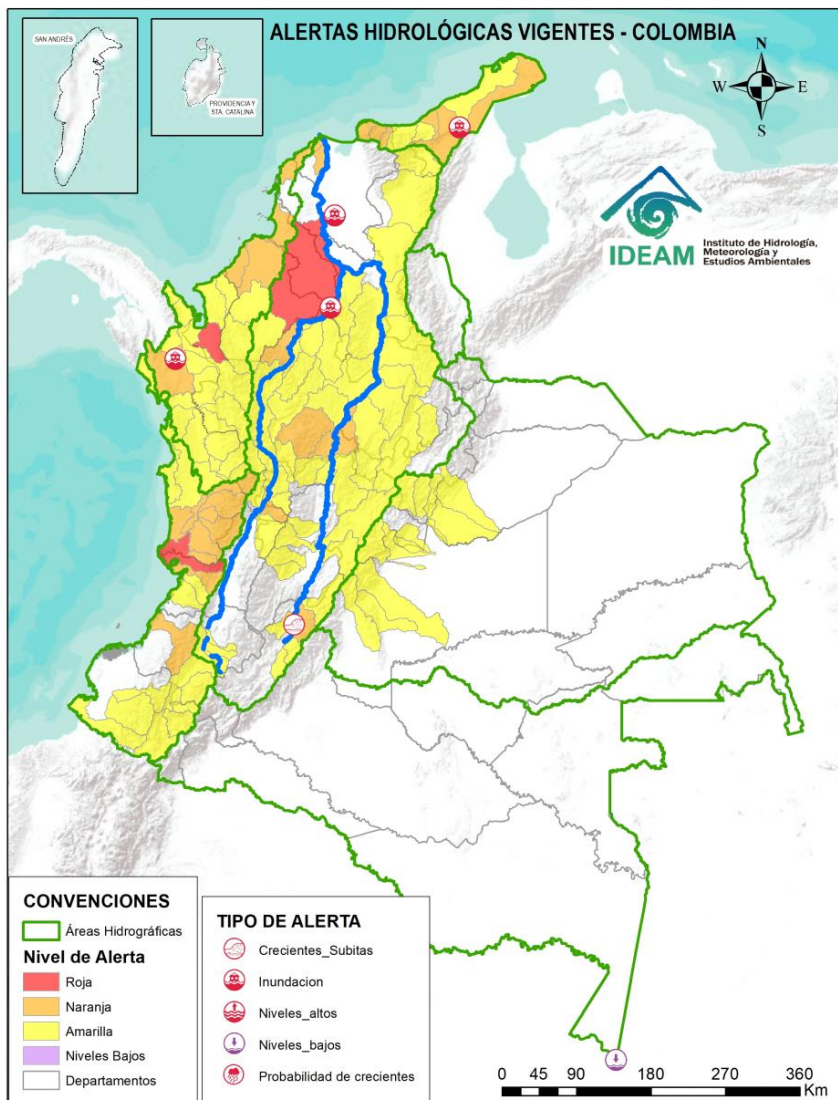 ALERTAS HIDROLÓGICAS VIGENTES - COLOMBIA
SAN ANDRÉS
PROVIDENCIA Y
STA. CATALINA
N
W
E
S
IDEAM
Instituto de Hidrología,
Meteorología y
Estudios Ambientales
CONVENCIONES
Áreas Hidrográficas
Nivel de Alerta
Roja
Naranja
Amarilla
Niveles Bajos
Departamentos
TIPO DE ALERTA
Crecientes_Subitas
Inundacion
Niveles_altos
Niveles_bajos
Probabilidad de crecientes
0 45 90 180 270 360
Km